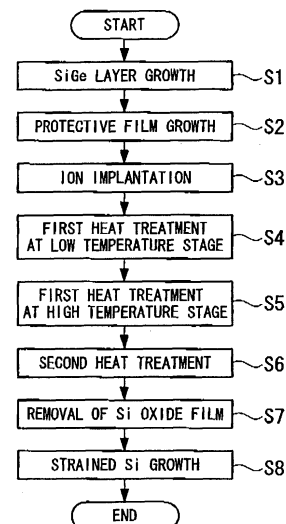 START
SiGe LAYER GROWTH
S1
PROTECTIVE FILM GROWTH
S2
ION IMPLANTATION
S3
FIRST HEAT TREATMENT
AT LOW TEMPERATURE STAGE
S4
FIRST HEAT TREATMENT
AT HIGH TEMPERATURE STAGE
S5
SECOND HEAT TREATMENT
S6
REMOVAL OF Si OXIDE FILM
S7
STRAINED Si GROWTH
S8
END